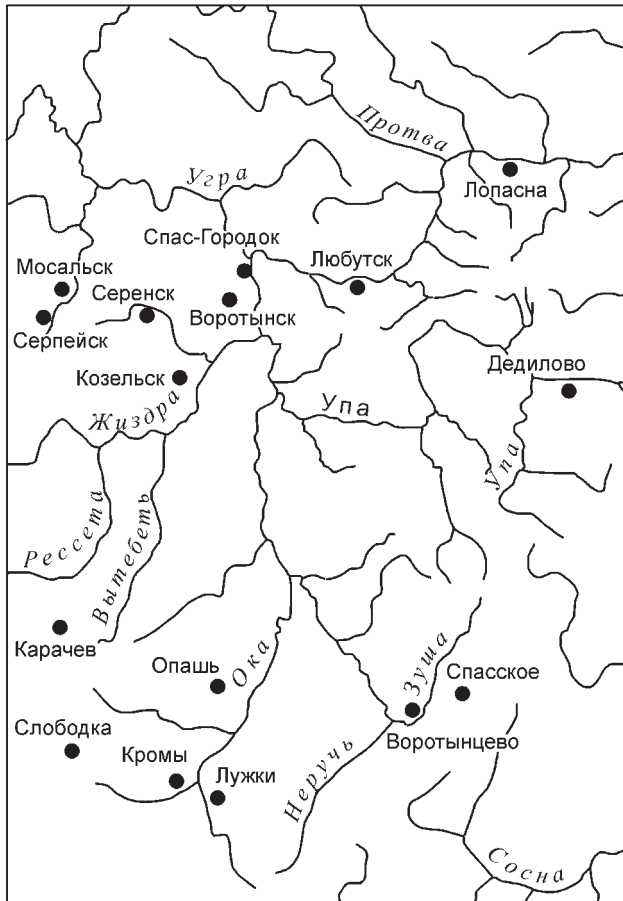 Протва
Лопасна
Угра
Спас-Городок
Мосальск
Любутск
Серенск
Воротынск
Серпейск
Дедилово
Козельск
Упа
Жиздра
Упа
Рессета
Вытебеть
Карачев
Опашь
Ока
Зуша
Спасское
Слободка
Воротынцево
Кромы
Лужки
Неручь
Сосна